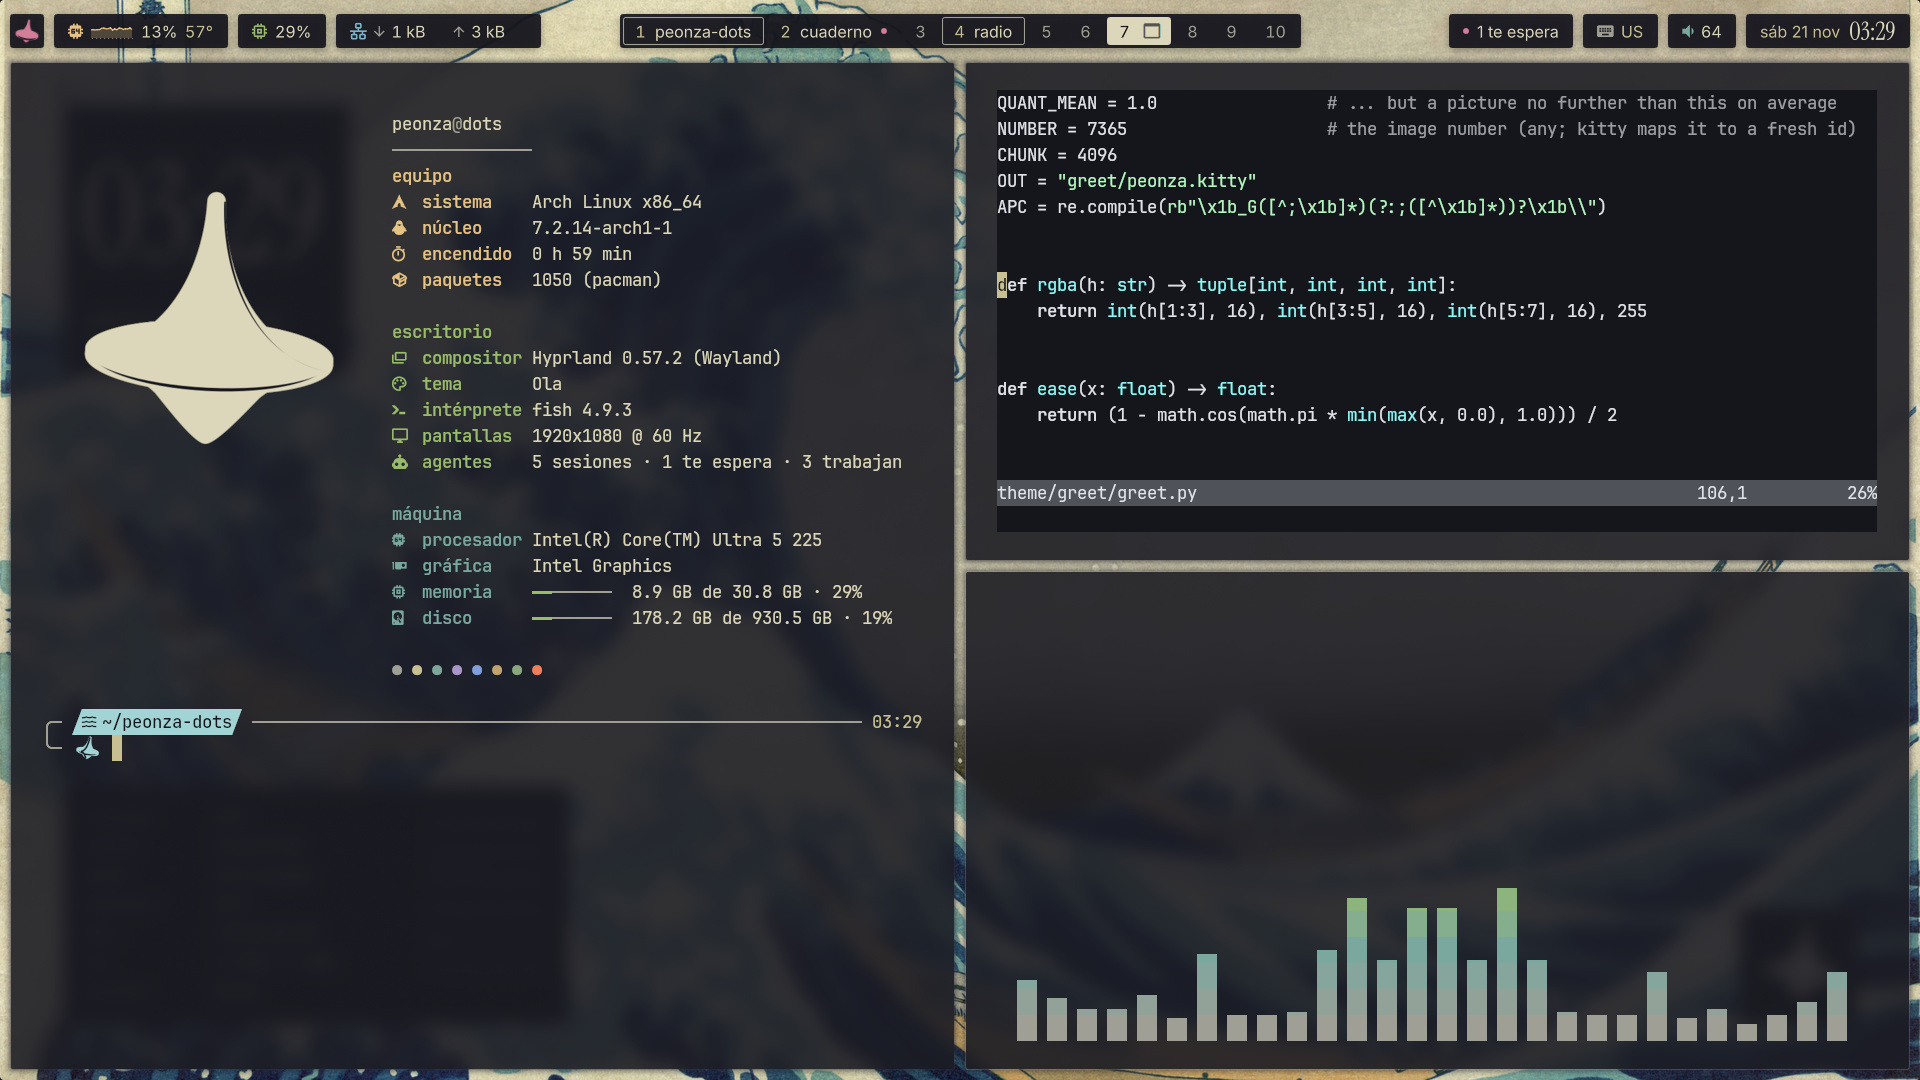 13% 57° 29% ↓ 1 kB ↑ 3 kB 1 peonza-dots 2 cuaderno • 3 4 radio 5 6 7 8 9 10 • 1 te espera US 64 sáb 21 nov 03:29
peonza@dots
equipo
sistema Arch Linux x86_64
núcleo 7.2.14-arch1-1
encendido 0 h 59 min
paquetes 1050 (pacman)
escritorio
compositor Hyprland 0.57.2 (Wayland)
tema Ola
intérprete fish 4.9.3
pantallas 1920x1080 @ 60 Hz
agentes 5 sesiones · 1 te espera · 3 trabajan
máquina
procesador Intel(R) Core(TM) Ultra 5 225
gráfica Intel Graphics
memoria 8.9 GB de 30.8 GB · 29%
disco 178.2 GB de 930.5 GB · 19%
~/peonza-dots 03:29
QUANT_MEAN = 1.0 # ... but a picture no further than this on average
NUMBER = 7365 # the image number (any; kitty maps it to a fresh id)
CHUNK = 4096
OUT = "greet/peonza.kitty"
APC = re.compile(rb"\x1b_G([^;\x1b]*)(?:;([^\x1b]*))?\x1b\\")
def rgba(h: str) -> tuple[int, int, int, int]:
    return int(h[1:3], 16), int(h[3:5], 16), int(h[5:7], 16), 255
def ease(x: float) -> float:
    return (1 - math.cos(math.pi * min(max(x, 0.0), 1.0))) / 2
theme/greet/greet.py 106,1 26%
03:29